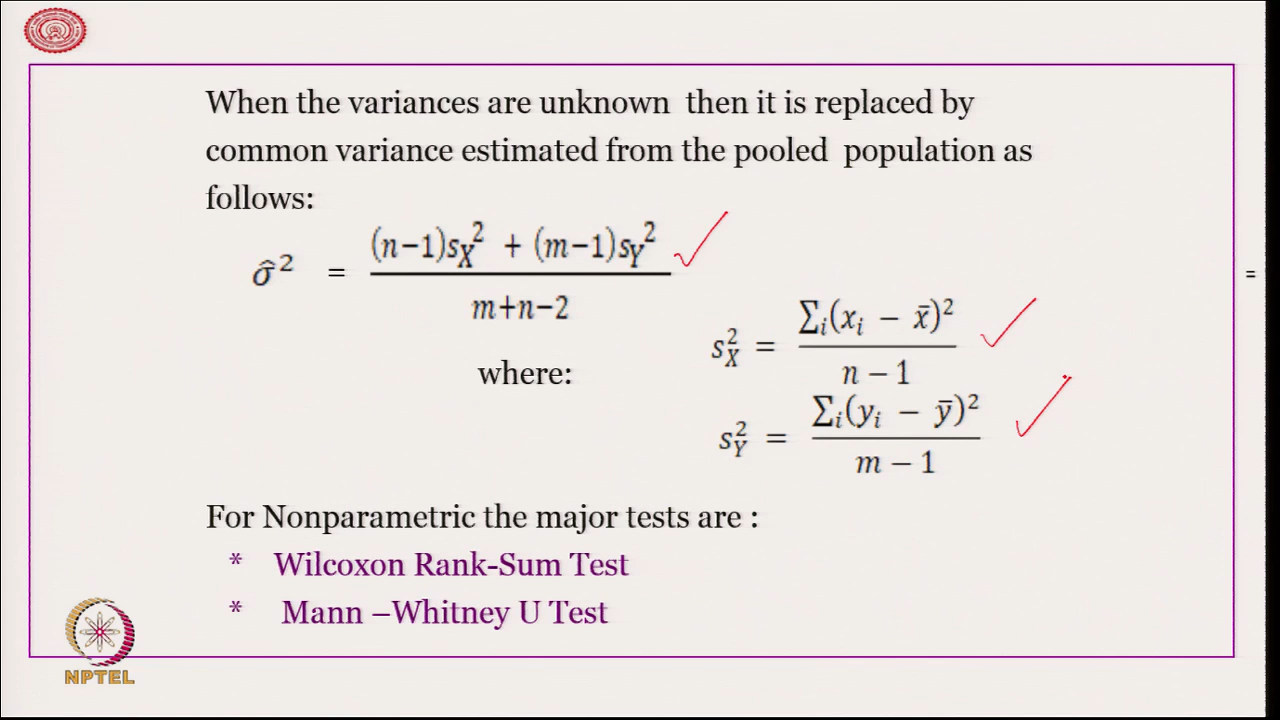 When the variances are unknown then it is replaced by
common variance estimated from the pooled population as
follows:
σ̂² = ((n−1)s_X² + (m−1)s_Y²) / (m+n−2)
where:
s_X² = Σ_i(x_i − x̄)² / (n − 1)
s_Y² = Σ_i(y_i − ȳ)² / (m − 1)
=
For Nonparametric the major tests are :
* Wilcoxon Rank-Sum Test
* Mann –Whitney U Test
NPTEL